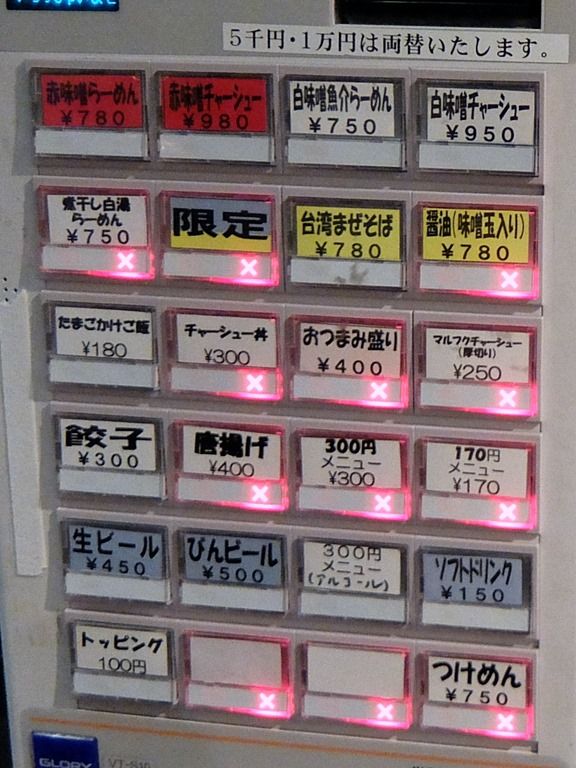 5千円・1万円は両替いたします。
赤味噌らーめん
¥780
赤味噌チャーシュー
¥980
白味噌魚介らーめん
¥750
白味噌チャーシュー
¥950
煮干し白湯
らーめん
¥750
限定
台湾まぜそば
¥780
醤油(味噌玉入り)
¥780
たまごかけご飯
¥180
チャーシュー丼
¥300
おつまみ盛り
¥400
マルフクチャーシュー
(厚切り)
¥250
餃子
¥300
唐揚げ
¥400
300円
メニュー
¥300
170円
メニュー
¥170
生ビール
¥450
びんビール
¥500
300円
メニュー
(アルコール)
ソフトドリンク
¥150
トッピング
100円
つけめん
¥750
GLORY